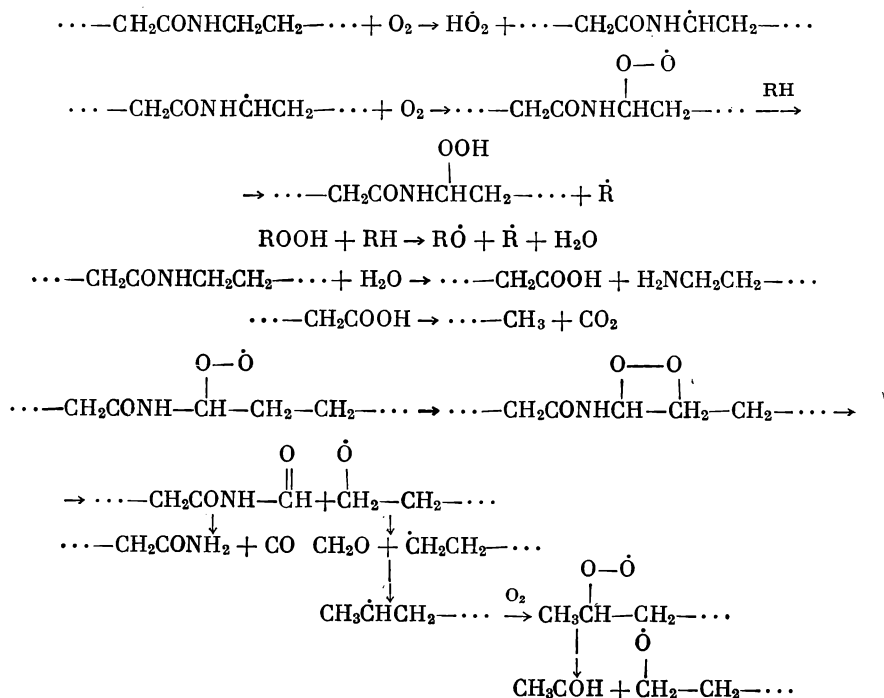 ··· —CH₂CONHCH₂CH₂—··· + O₂ → HȮ₂ + ···—CH₂CONHĊHCH₂—···
O—Ȯ
··· —CH₂CONHĊHCH₂—··· + O₂ →···—CH₂CONHCHCH₂—··· RH ⟶
OOH
→ ···—CH₂CONHCHCH₂—··· + Ṙ
ROOH + RH → RȮ + Ṙ + H₂O
···—CH₂CONHCH₂CH₂—··· + H₂O → ···—CH₂COOH + H₂NCH₂CH₂—···
···—CH₂COOH → ···—CH₃ + CO₂
O—Ȯ O—O
···—CH₂CONH—CH—CH₂—CH₂—··· → ···—CH₂CONHCH—CH₂—CH₂—··· →
O Ȯ
→ ···—CH₂CONH—CH+CH₂—CH₂—···
↓ ↓
···—CH₂CONH₂ + CO CH₂O + ĊH₂CH₂—···
O—Ȯ
CH₃ĊHCH₂—··· O₂ → CH₃CH—CH₂—···
Ȯ
CH₃COH + CH₂—CH₂—···